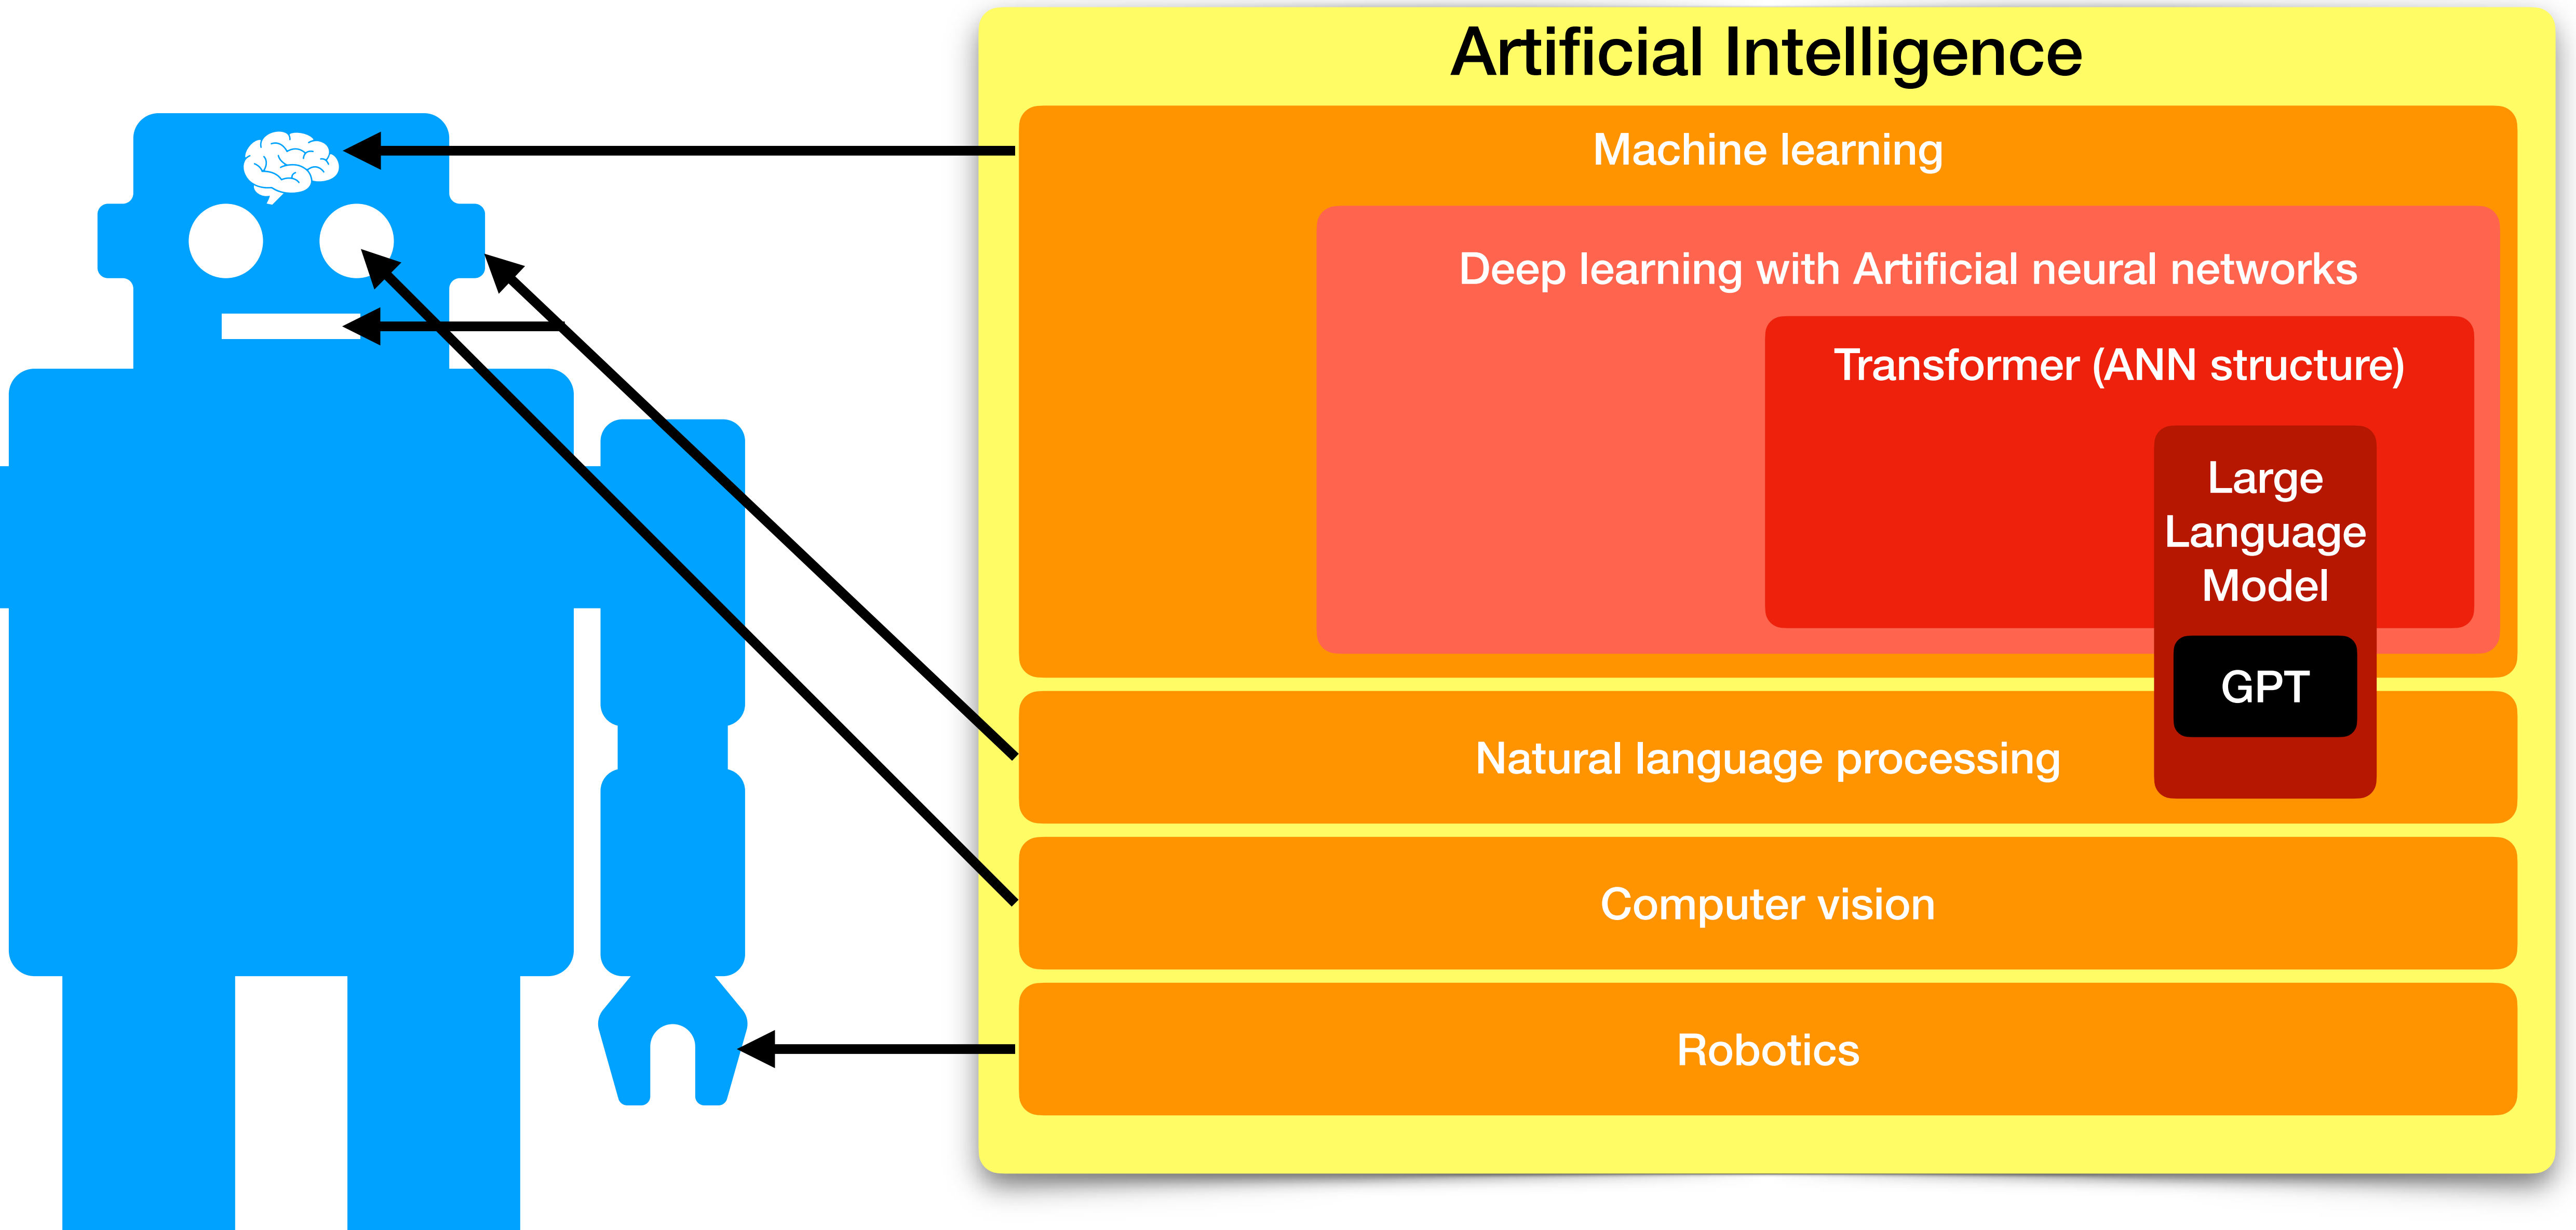 Artificial Intelligence
Machine learning
Deep learning with Artificial neural networks
Transformer (ANN structure)
Large
Language
Model
GPT
Natural language processing
Computer vision
Robotics